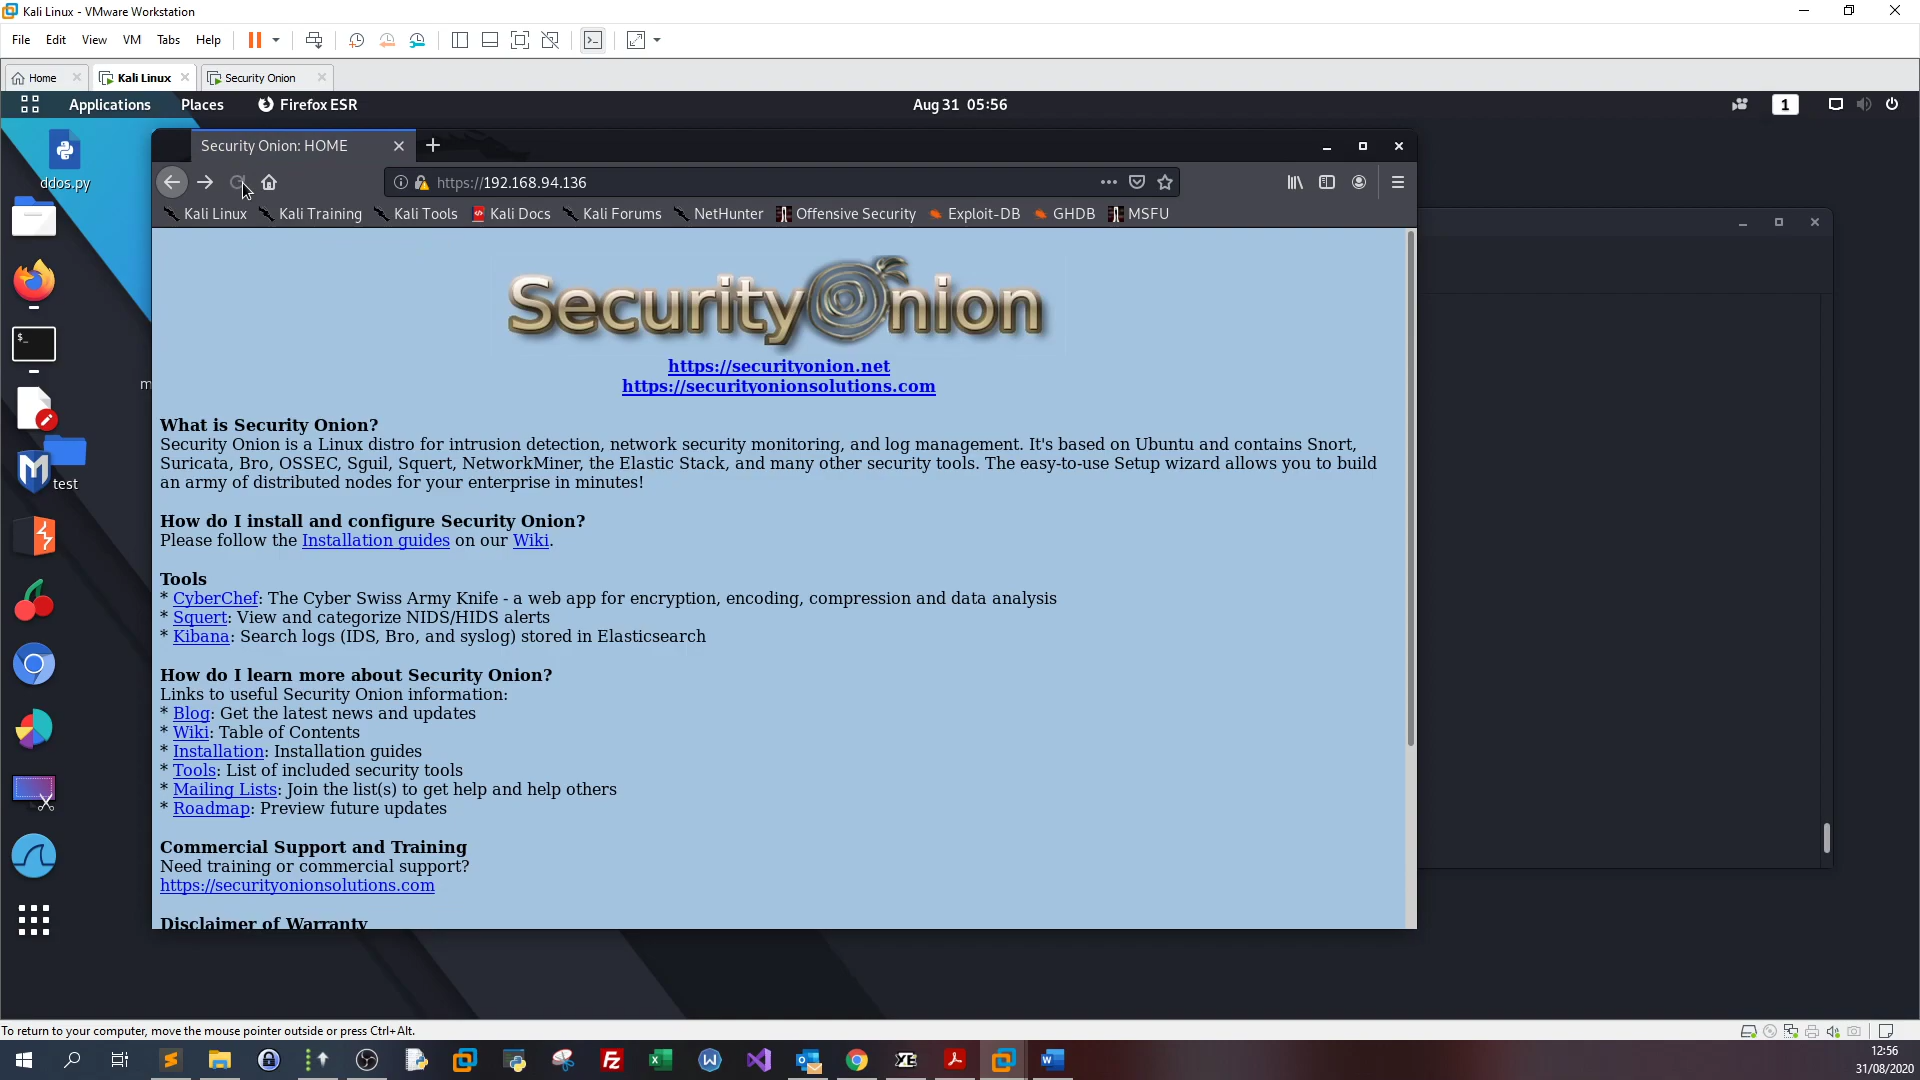 Kali Linux - VMware Workstation
File Edit View VM Tabs Help
Home Kali Linux Security Onion
Applications Places Firefox ESR Aug 31 05:56 1
ddos.py
Security Onion: HOME
https://192.168.94.136
Kali Linux Kali Training Kali Tools Kali Docs Kali Forums NetHunter Offensive Security Exploit-DB GHDB MSFU
SecurityOnion
https://securityonion.net
https://securityonionsolutions.com
m
What is Security Onion?
Security Onion is a Linux distro for intrusion detection, network security monitoring, and log management. It's based on Ubuntu and contains Snort,
Suricata, Bro, OSSEC, Sguil, Squert, NetworkMiner, the Elastic Stack, and many other security tools. The easy-to-use Setup wizard allows you to build
an army of distributed nodes for your enterprise in minutes!
test
How do I install and configure Security Onion?
Please follow the Installation guides on our Wiki.
Tools
* CyberChef: The Cyber Swiss Army Knife - a web app for encryption, encoding, compression and data analysis
* Squert: View and categorize NIDS/HIDS alerts
* Kibana: Search logs (IDS, Bro, and syslog) stored in Elasticsearch
How do I learn more about Security Onion?
Links to useful Security Onion information:
* Blog: Get the latest news and updates
* Wiki: Table of Contents
* Installation: Installation guides
* Tools: List of included security tools
* Mailing Lists: Join the list(s) to get help and help others
* Roadmap: Preview future updates
Commercial Support and Training
Need training or commercial support?
https://securityonionsolutions.com
Disclaimer of Warranty
To return to your computer, move the mouse pointer outside or press Ctrl+Alt.
12:56
31/08/2020